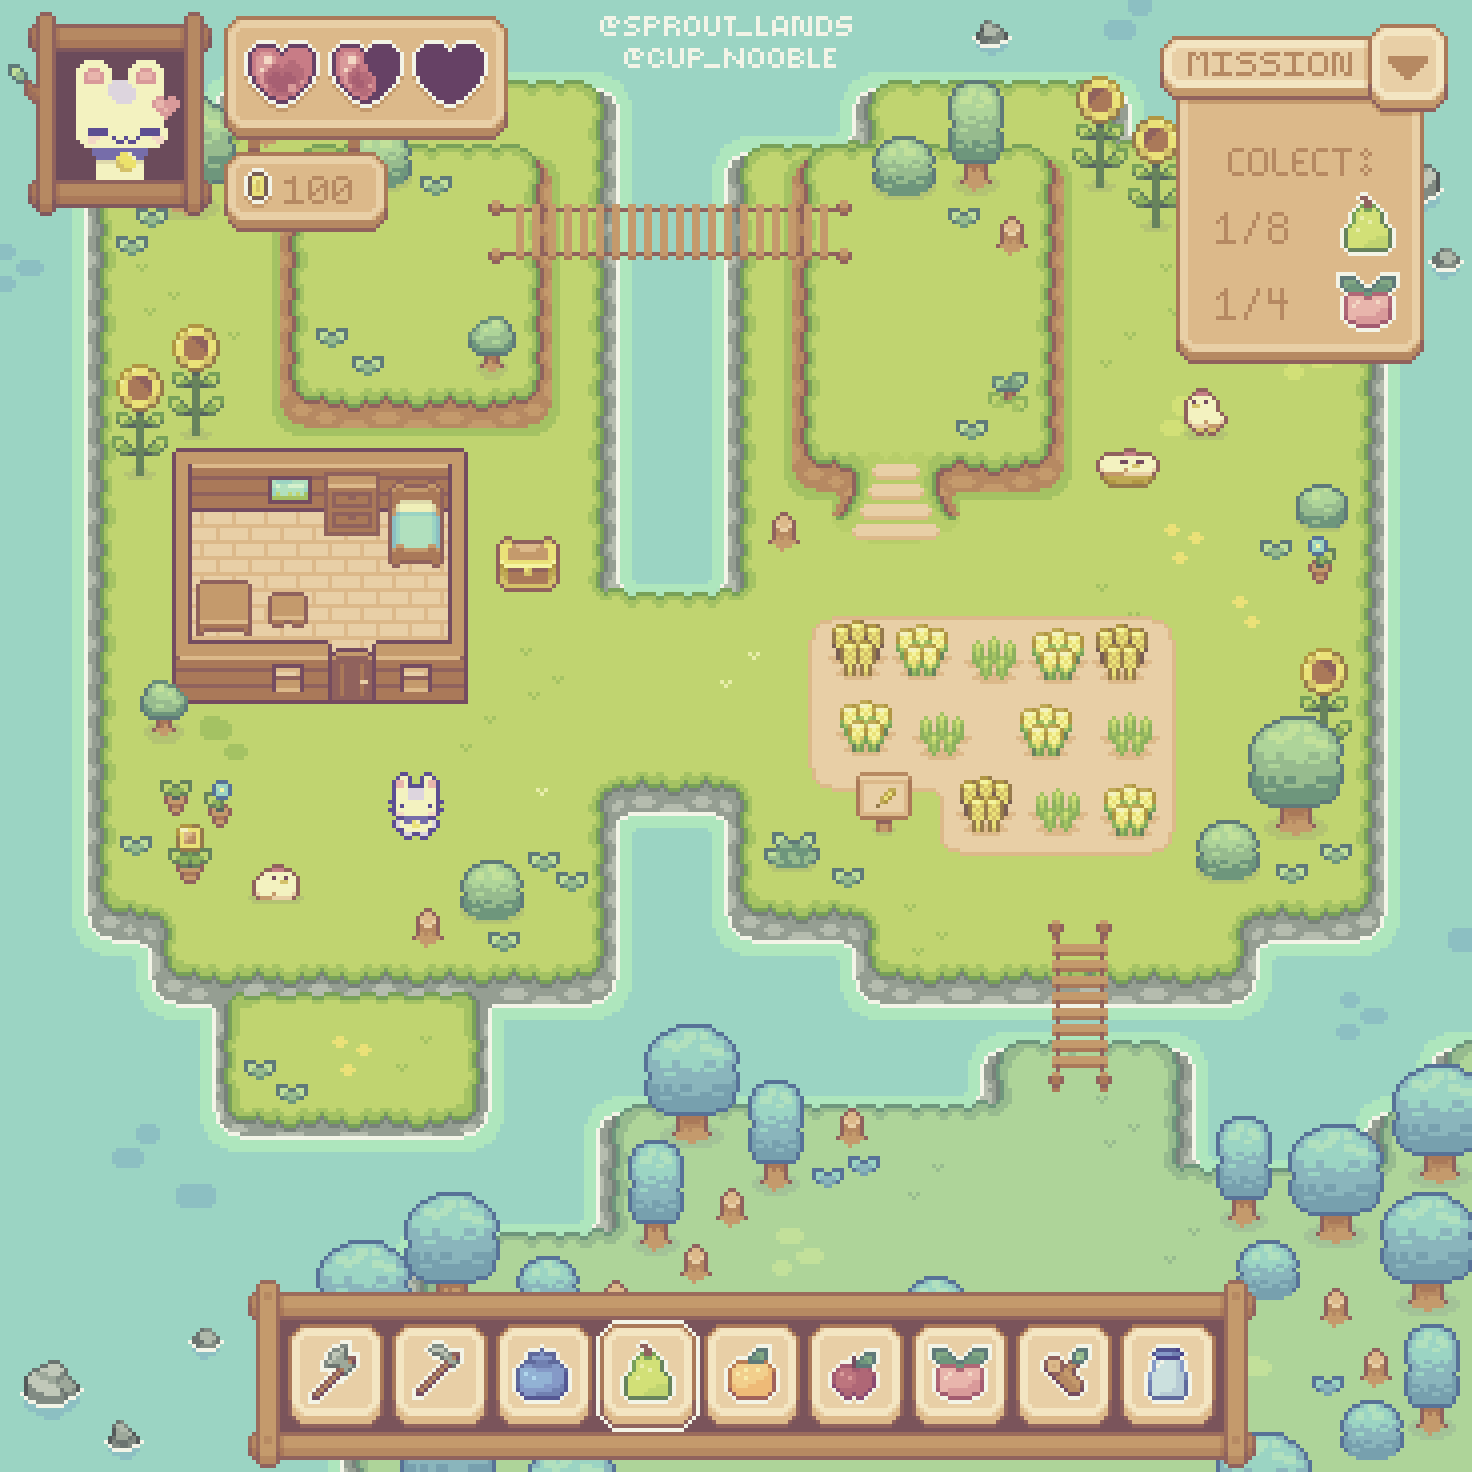 @SPROUT_LANDS
@CUP_NOOBLE
MISSION
100
COLECT:
1/8
1/4